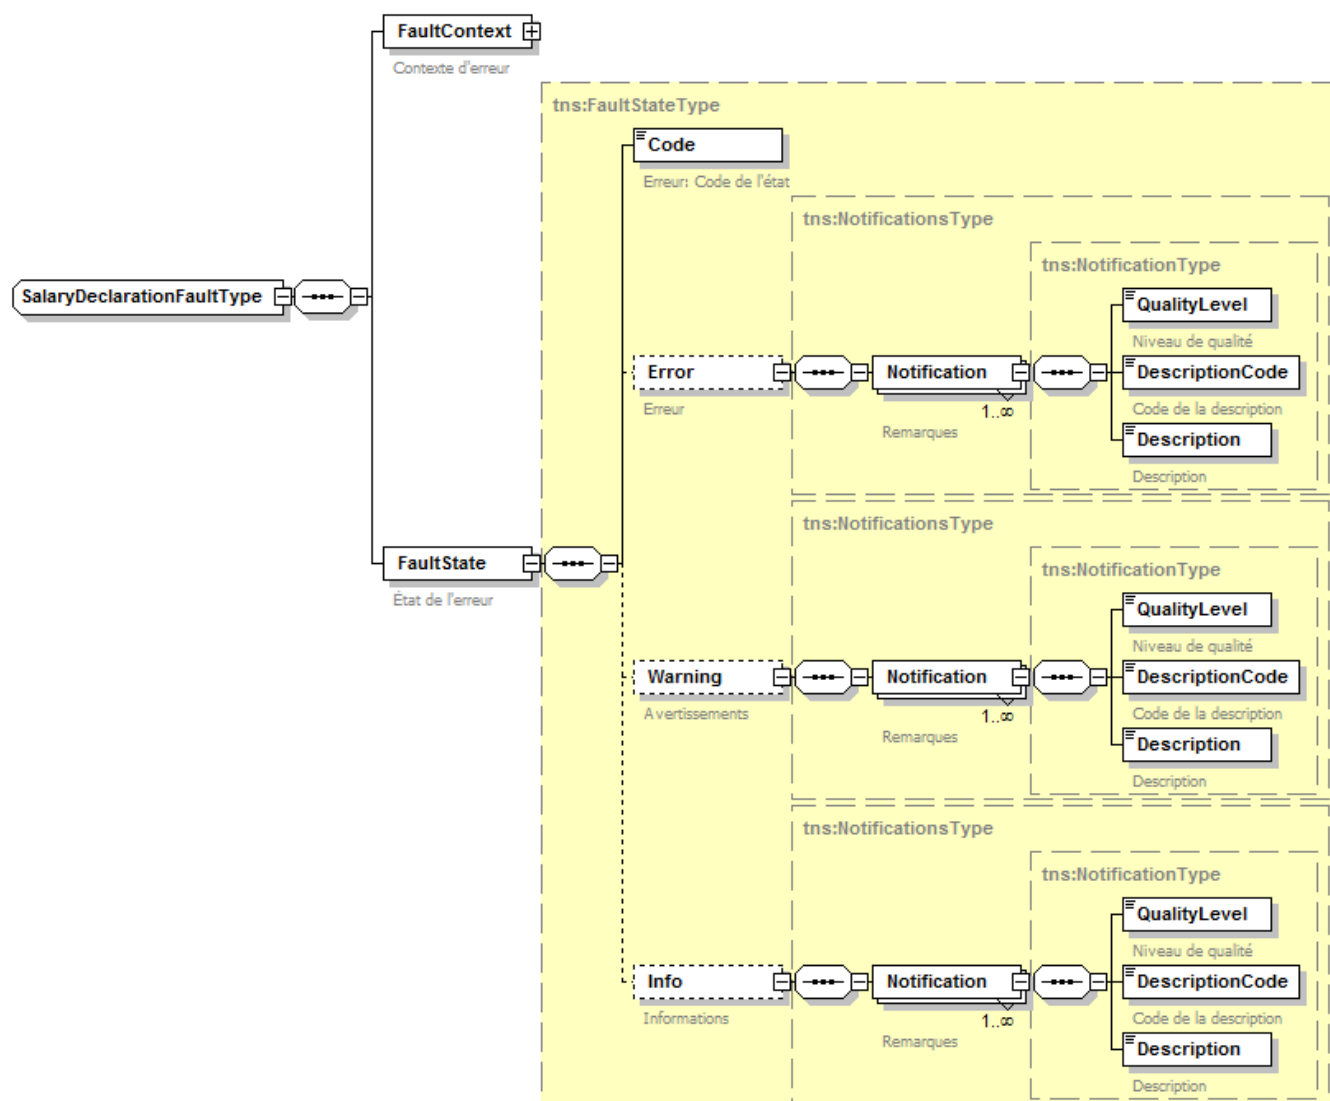 FaultContext
Contexte d'erreur
tns:FaultStateType
Code
Erreur: Code de l'état
tns:NotificationsType
tns:NotificationType
QualityLevel
Niveau de qualité
SalaryDeclarationFaultType
Error
Erreur
Notification
1..∞
Remarques
DescriptionCode
Code de la description
Description
Description
tns:NotificationsType
tns:NotificationType
FaultState
État de l'erreur
QualityLevel
Niveau de qualité
Warning
Avertissements
Notification
1..∞
Remarques
DescriptionCode
Code de la description
Description
Description
tns:NotificationsType
tns:NotificationType
QualityLevel
Niveau de qualité
Info
Informations
Notification
1..∞
Remarques
DescriptionCode
Code de la description
Description
Description